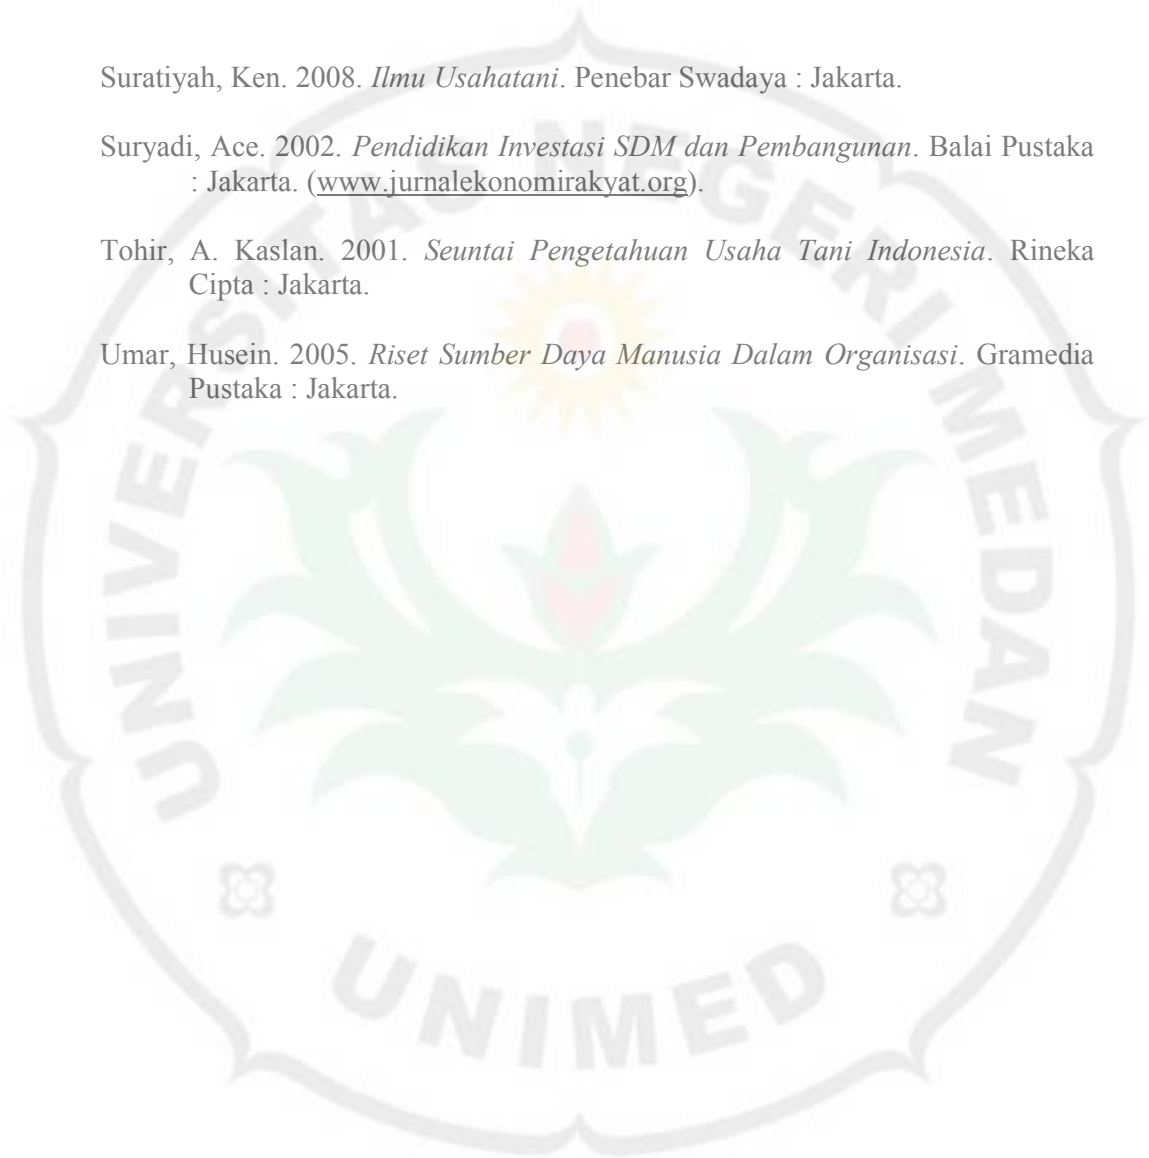 Suratiyah, Ken. 2008. Ilmu Usahatani. Penebar Swadaya : Jakarta.
Suryadi, Ace. 2002. Pendidikan Investasi SDM dan Pembangunan. Balai Pustaka
: Jakarta. (www.jurnalekonomirakyat.org).
Tohir, A. Kaslan. 2001. Seuntai Pengetahuan Usaha Tani Indonesia. Rineka
Cipta : Jakarta.
Umar, Husein. 2005. Riset Sumber Daya Manusia Dalam Organisasi. Gramedia
Pustaka : Jakarta.
UNIVERSITAS NEGERI MEDAN
UNIMED